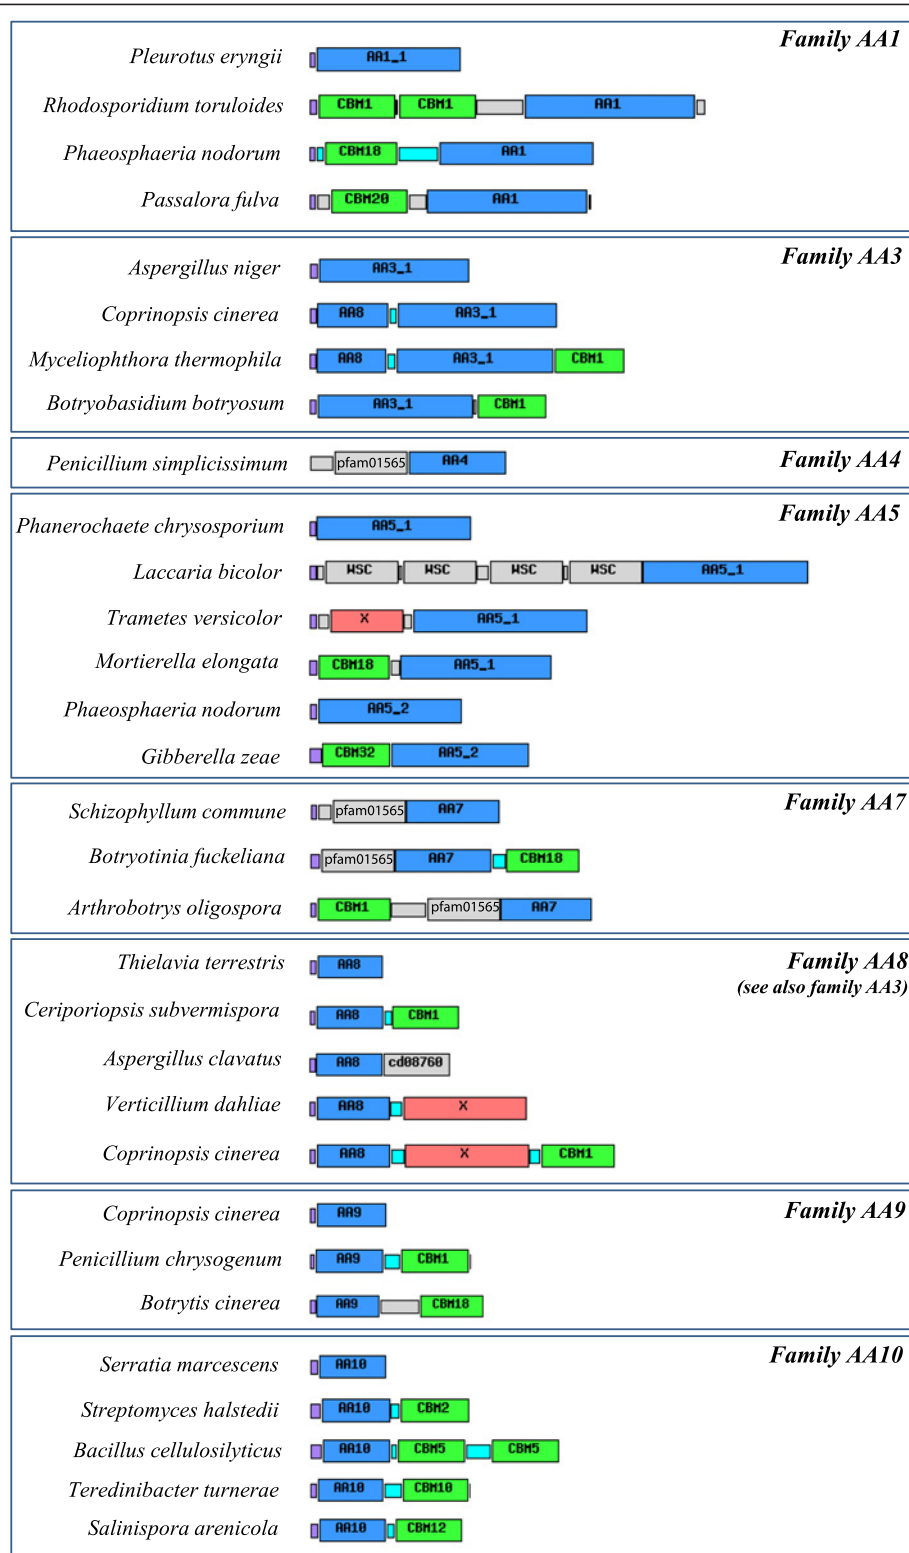 Family AA1
Pleurotus eryngii AA1_1
Rhodosporidium toruloides CBM1 CBM1 AA1
Phaeosphaeria nodorum CBM18 AA1
Passalora fulva CBM20 AA1
Family AA3
Aspergillus niger AA3_1
Coprinopsis cinerea AA8 AA3_1
Myceliophthora thermophila AA8 AA3_1 CBM1
Botryobasidium botryosum AA3_1 CBM1
Penicillium simplicissimum pfam01565 AA4 Family AA4
Family AA5
Phanerochaete chrysosporium AA5_1
Laccaria bicolor WSC WSC WSC WSC AA5_1
Trametes versicolor X AA5_1
Mortierella elongata CBM18 AA5_1
Phaeosphaeria nodorum AA5_2
Gibberella zeae CBM32 AA5_2
Family AA7
Schizophyllum commune pfam01565 AA7
Botryotinia fuckeliana pfam01565 AA7 CBM18
Arthrobotrys oligospora CBM1 pfam01565 AA7
Thielavia terrestris AA8 Family AA8
(see also family AA3)
Ceriporiopsis subvermispora AA8 CBM1
Aspergillus clavatus AA8 cd08760
Verticillium dahliae AA8 X
Coprinopsis cinerea AA8 X CBM1
Coprinopsis cinerea AA9 Family AA9
Penicillium chrysogenum AA9 CBM1
Botrytis cinerea AA9 CBM18
Family AA10
Serratia marcescens AA10
Streptomyces halstedii AA10 CBM2
Bacillus cellulosilyticus AA10 CBM5 CBM5
Teredinibacter turnerae AA10 CBM10
Salinispora arenicola AA10 CBM12